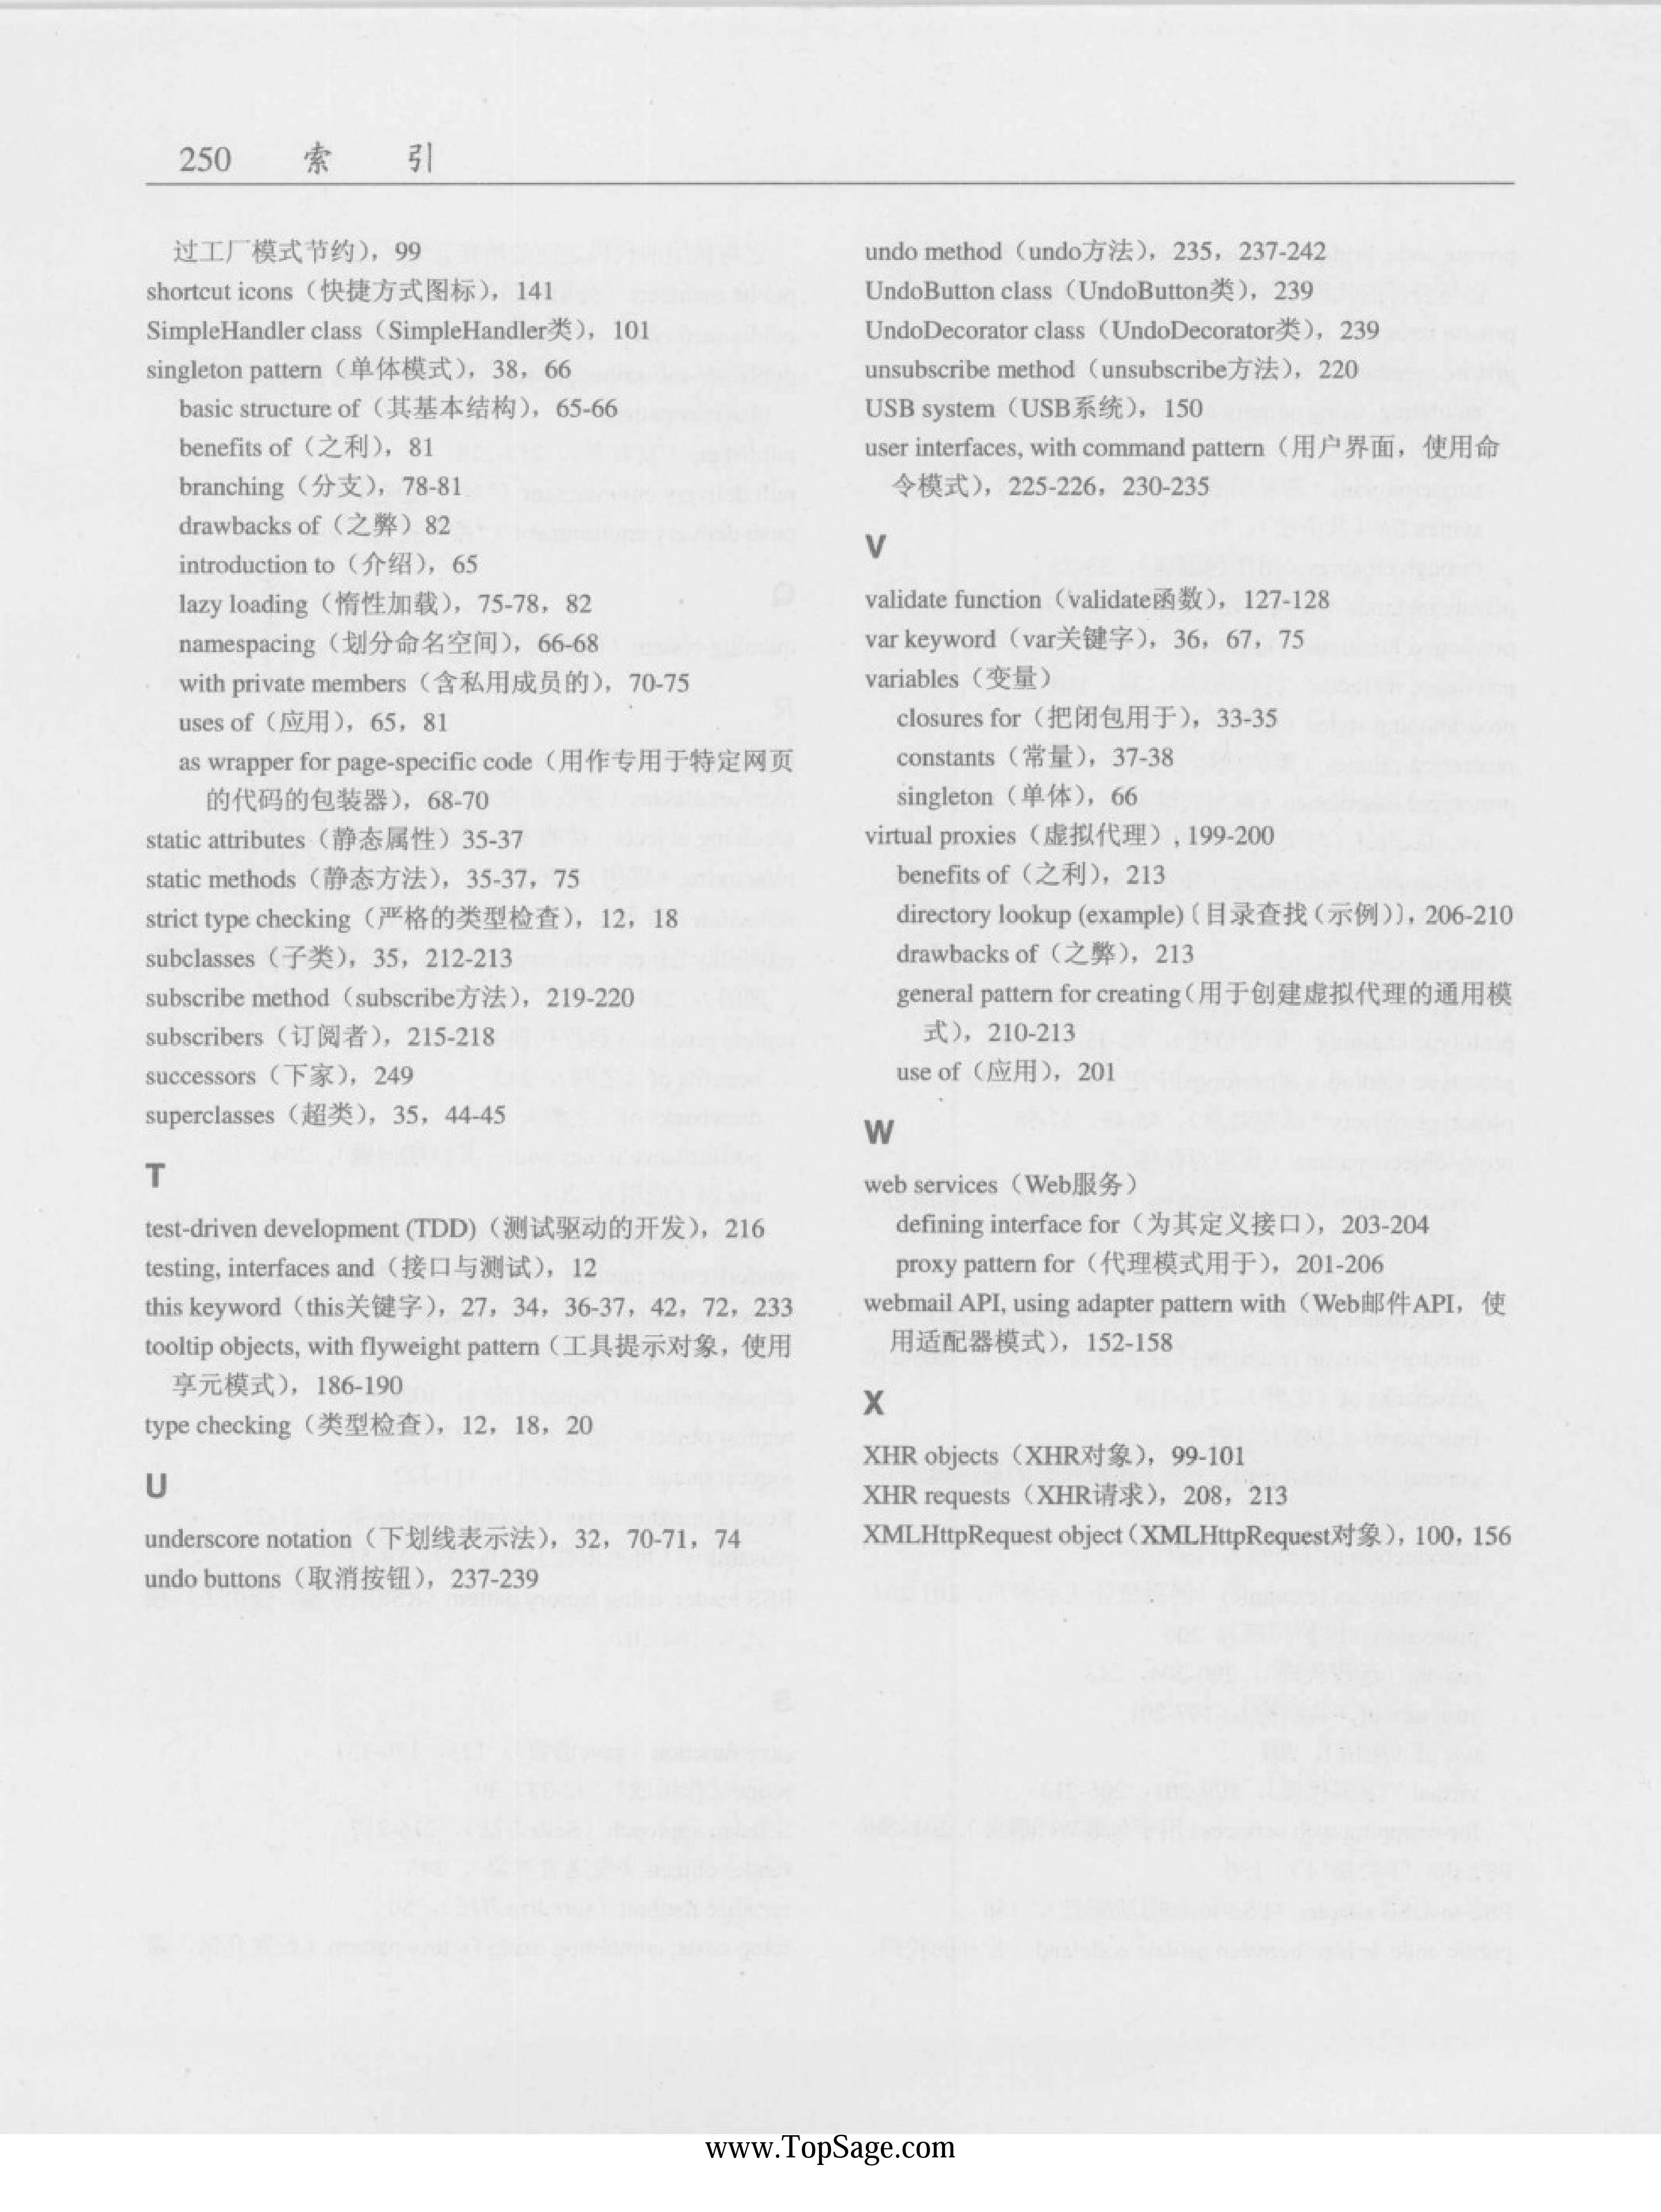 250 索 引
过工厂模式节约），99
shortcut icons（快捷方式图标），141
SimpleHandler class（SimpleHandler类），101
singleton pattern（单体模式），38，66
basic structure of（其基本结构），65-66
benefits of（之利），81
branching（分支），78-81
drawbacks of（之弊）82
introduction to（介绍），65
lazy loading（惰性加载），75-78，82
namespacing（划分命名空间），66-68
with private members（含私用成员的），70-75
uses of（应用），65，81
as wrapper for page-specific code（用作专用于特定网页
的代码的包装器），68-70
static attributes（静态属性）35-37
static methods（静态方法），35-37，75
strict type checking（严格的类型检查），12，18
subclasses（子类），35，212-213
subscribe method（subscribe方法），219-220
subscribers（订阅者），215-218
successors（下家），249
superclasses（超类），35，44-45
T
test-driven development (TDD)（测试驱动的开发），216
testing, interfaces and（接口与测试），12
this keyword（this关键字），27，34，36-37，42，72，233
tooltip objects, with flyweight pattern（工具提示对象，使用
享元模式），186-190
type checking（类型检查），12，18，20
U
underscore notation（下划线表示法），32，70-71，74
undo buttons（取消按钮），237-239
undo method（undo方法），235，237-242
UndoButton class（UndoButton类），239
UndoDecorator class（UndoDecorator类），239
unsubscribe method（unsubscribe方法），220
USB system（USB系统），150
user interfaces, with command pattern（用户界面，使用命
令模式），225-226，230-235
V
validate function（validate函数），127-128
var keyword（var关键字），36，67，75
variables（变量）
closures for（把闭包用于），33-35
constants（常量），37-38
singleton（单体），66
virtual proxies（虚拟代理）, 199-200
benefits of（之利），213
directory lookup (example)〔目录查找（示例）〕，206-210
drawbacks of（之弊），213
general pattern for creating（用于创建虚拟代理的通用模
式），210-213
use of（应用），201
W
web services（Web服务）
defining interface for（为其定义接口），203-204
proxy pattern for（代理模式用于），201-206
webmail API, using adapter pattern with（Web邮件API，使
用适配器模式），152-158
X
XHR objects（XHR对象），99-101
XHR requests（XHR请求），208，213
XMLHttpRequest object（XMLHttpRequest对象），100，156
www.TopSage.com